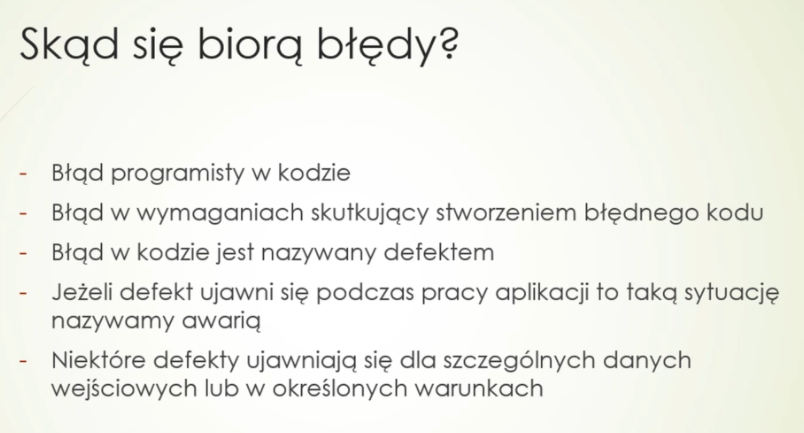 Skąd się biorą błędy?
- Błąd programisty w kodzie
- Błąd w wymaganiach skutkujący stworzeniem błędnego kodu
- Błąd w kodzie jest nazywany defektem
- Jeżeli defekt ujawni się podczas pracy aplikacji to taką sytuację
nazywamy awarią
- Niektóre defekty ujawniają się dla szczególnych danych
wejściowych lub w określonych warunkach